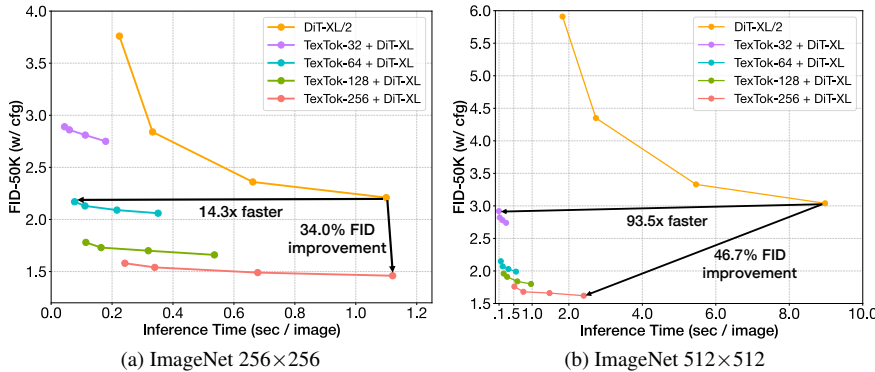 FID-50K (w/ cfg)
4.0
3.5
3.0
2.5
2.0
1.5
DiT-XL/2
TexTok-32 + DiT-XL
TexTok-64 + DiT-XL
TexTok-128 + DiT-XL
TexTok-256 + DiT-XL
14.3x faster
34.0% FID
improvement
0.0 0.2 0.4 0.6 0.8 1.0 1.2
Inference Time (sec / image)
(a) ImageNet 256×256
FID-50K (w/ cfg)
6.0
5.5
5.0
4.5
4.0
3.5
3.0
2.5
2.0
1.5
DiT-XL/2
TexTok-32 + DiT-XL
TexTok-64 + DiT-XL
TexTok-128 + DiT-XL
TexTok-256 + DiT-XL
93.5x faster
46.7% FID
improvement
.1 .5 1.0 2.0 4.0 6.0 8.0 10.0
Inference Time (sec / image)
(b) ImageNet 512×512